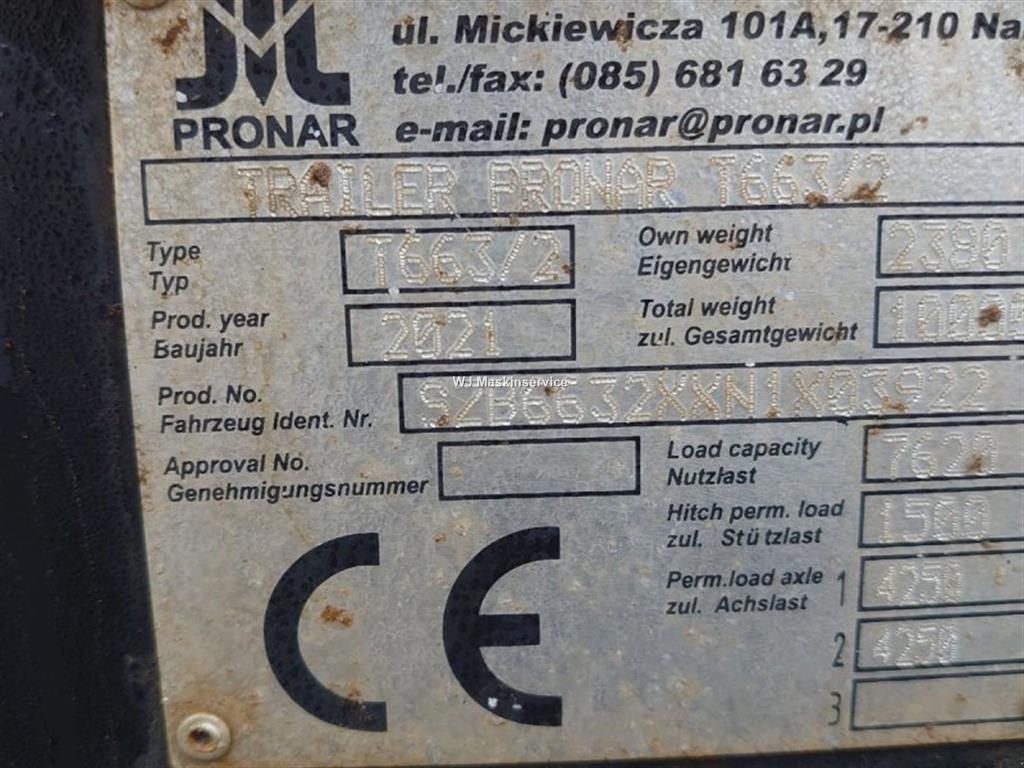 ul. Mickiewicza 101A, 17-210
tel./fax: (085) 681 63 29
PRONAR
e-mail: pronar@pronar.pl
TRAILER PRONAR T663/2
Type
Typ
T663/2
Own weight
Eigengewicht
2380
Prod. year
Baujahr
2021
Total weight
zul. Gesamtgewicht
10000
Prod. No.
Fahrzeug Ident. Nr.
SZB6632XXN1X03922
WJ.Maskinservice
Approval No.
Genehmigungsnummer
Load capacity
Nutzlast
7620
Hitch perm. load
zul. Stützlast
1500
Perm.load axle
zul. Achslast
1 4250
2 4250
3
CE